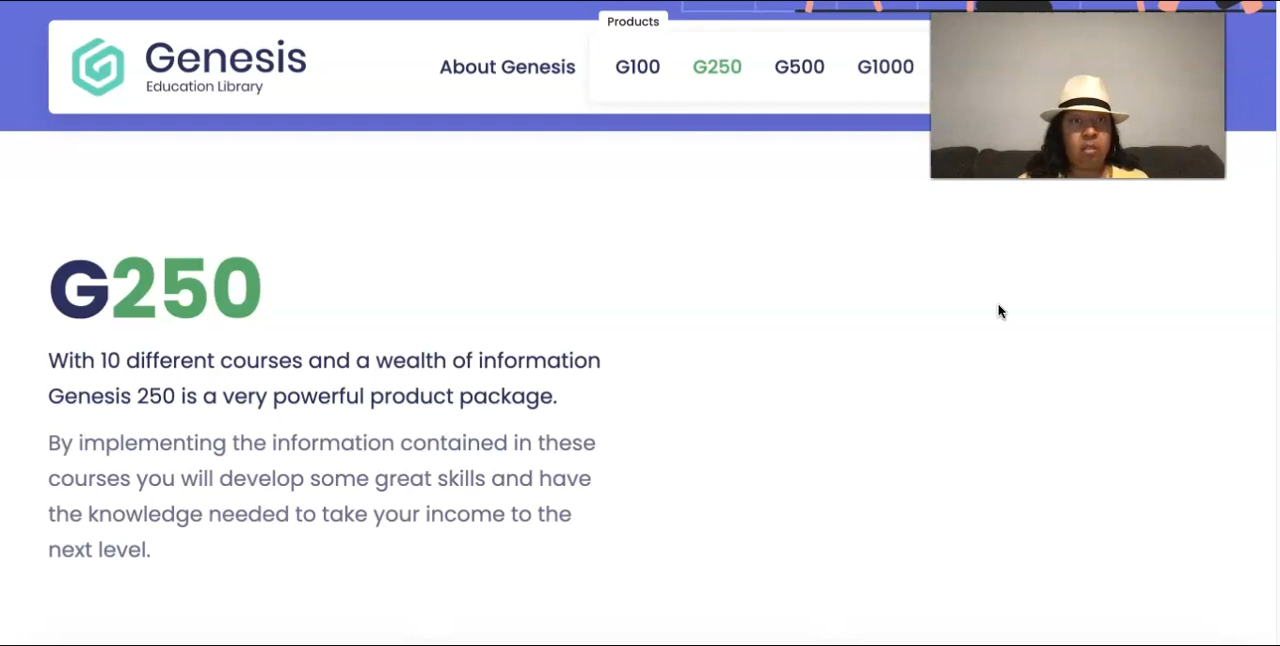 Products
Genesis
Education Library
About Genesis
G100
G250
G500
G1000
G250
With 10 different courses and a wealth of information
Genesis 250 is a very powerful product package.
By implementing the information contained in these
courses you will develop some great skills and have
the knowledge needed to take your income to the
next level.